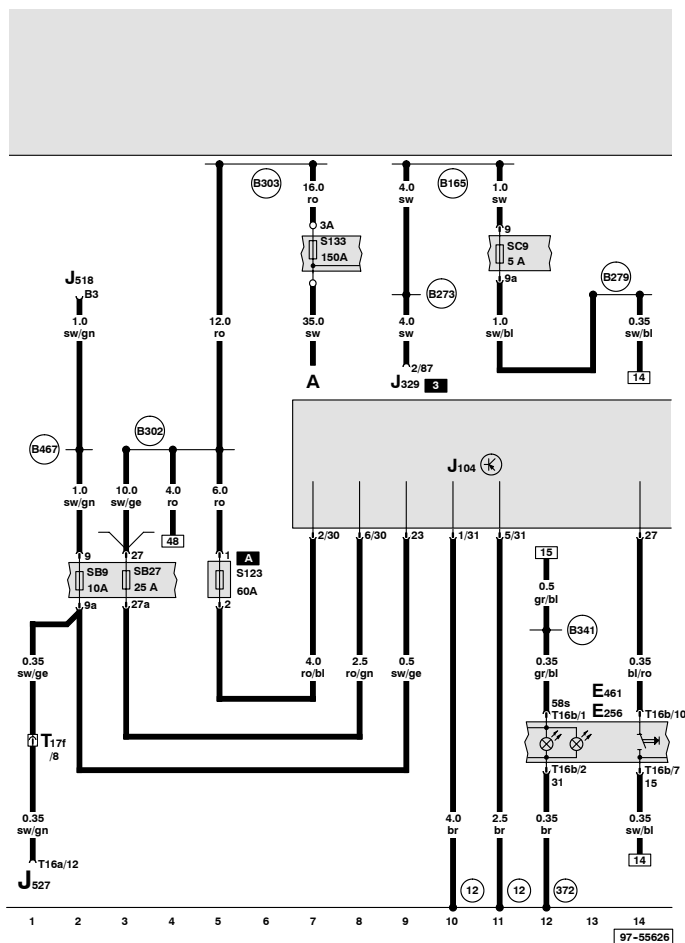 B303
B165
16.0
ro
4.0
sw
1.0
sw
3A
9
S133
150A
SC9
5 A
9a
B279
J518
B3
B273
1.0
sw/gn
12.0
ro
35.0
sw
4.0
sw
1.0
sw/bl
0.35
sw/bl
2/87
A
J329
3
14
B467
B302
J104
1.0
sw/gn
10.0
sw/ge
4.0
ro
6.0
ro
48
2/30
6/30
23
1/31
5/31
27
9
27
1
A
15
SB9
10A
SB27
25 A
S123
60A
9a
27a
2
0.5
gr/bl
B341
0.35
sw/ge
4.0
ro/bl
2.5
ro/gn
0.5
sw/ge
0.35
gr/bl
0.35
bl/ro
E461
E256
58s
T16b/1
T16b/10
T17f
/8
T16b/2
31
T16b/7
15
0.35
sw/gn
4.0
br
2.5
br
0.35
br
0.35
sw/bl
T16a/12
J527
14
12
12
372
1 2 3 4 5 6 7 8 9 10 11 12 13 14
97-55626